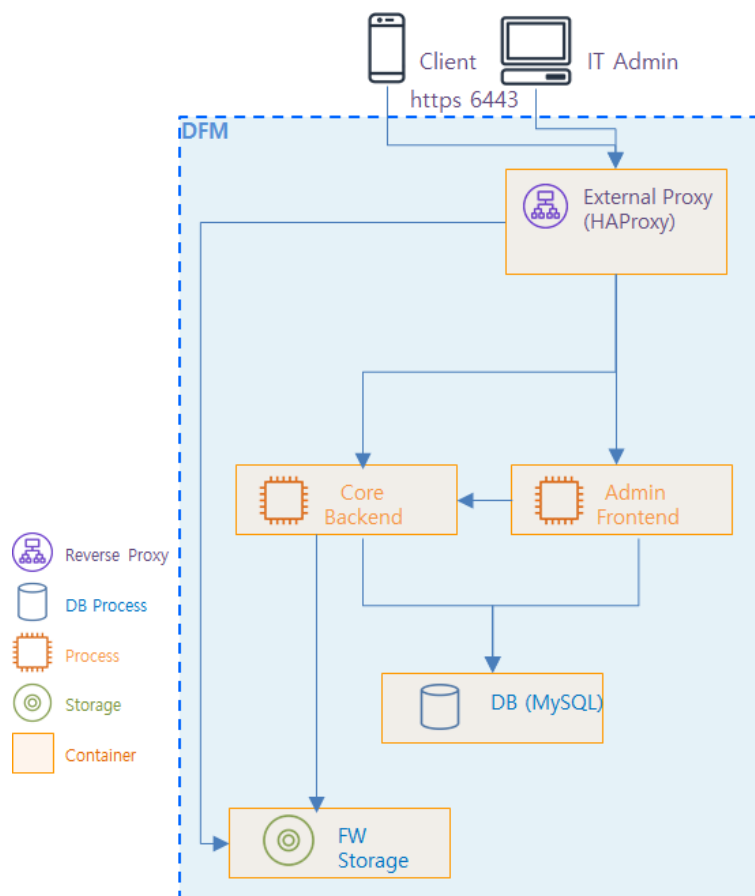 Client
IT Admin
https 6443
DFM
External Proxy
(HAProxy)
Core
Backend
Admin
Frontend
Reverse Proxy
DB Process
Process
Storage
Container
DB (MySQL)
FW
Storage